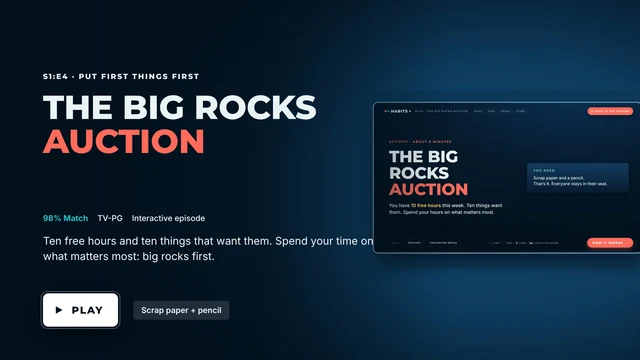 S1:E4 · PUT FIRST THINGS FIRST
THE BIG ROCKS
AUCTION
98% Match TV-PG Interactive episode
Ten free hours and ten things that want them. Spend your time on
what matters most: big rocks first.
PLAY
Scrap paper + pencil
HABITS
ACTIVITY · ABOUT 8 MINUTES
THE BIG
ROCKS
AUCTION
You have 10 free hours this week. Ten things want
them. Spend your hours on what matters most.
YOU NEED
Scrap paper and a pencil.
That's it. Everyone stays in their seat.
HOW IT WORKS